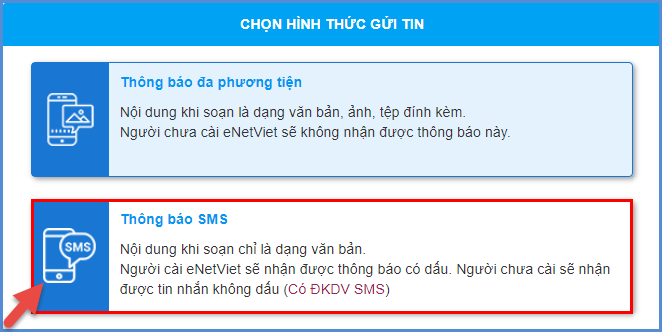 CHỌN HÌNH THỨC GỬI TIN
Thông báo đa phương tiện
Nội dung khi soạn là dạng văn bản, ảnh, tệp đính kèm.
Người chưa cài eNetViet sẽ không nhận được thông báo này.
SMS
Thông báo SMS
Nội dung khi soạn chỉ là dạng văn bản.
Người cài eNetViet sẽ nhận được thông báo có dấu. Người chưa cài sẽ nhận
được tin nhắn không dấu (Có ĐKDV SMS)